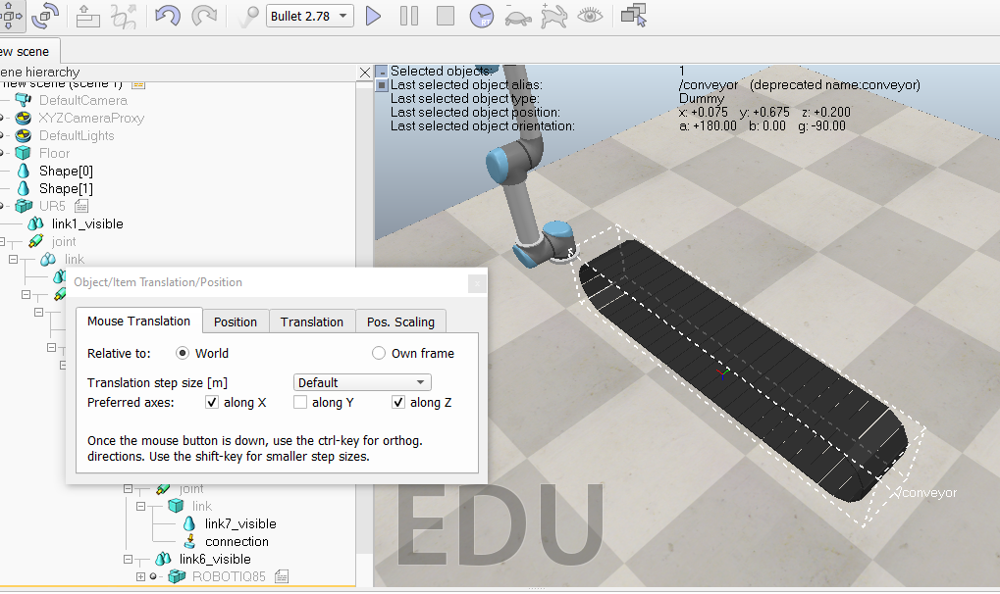 Bullet 2.78
RT
ew scene
ene hierarchy
new scene (scene 1)
DefaultCamera
XYZCameraProxy
DefaultLights
Floor
Shape[0]
Shape[1]
UR5
link1_visible
joint
link
Selected objects: 1
Last selected object alias: /conveyor (deprecated name:conveyor)
Last selected object type: Dummy
Last selected object position: x: +0.075 y: +0.675 z: +0.200
Last selected object orientation: a: +180.00 b: 0.00 g: -90.00
Object/Item Translation/Position
Mouse Translation Position Translation Pos. Scaling
Relative to: World Own frame
Translation step size [m] Default
Preferred axes: along X along Y along Z
Once the mouse button is down, use the ctrl-key for orthog.
directions. Use the shift-key for smaller step sizes.
joint
link
link7_visible
connection
link6_visible
ROBOTIQ85
/conveyor
EDU